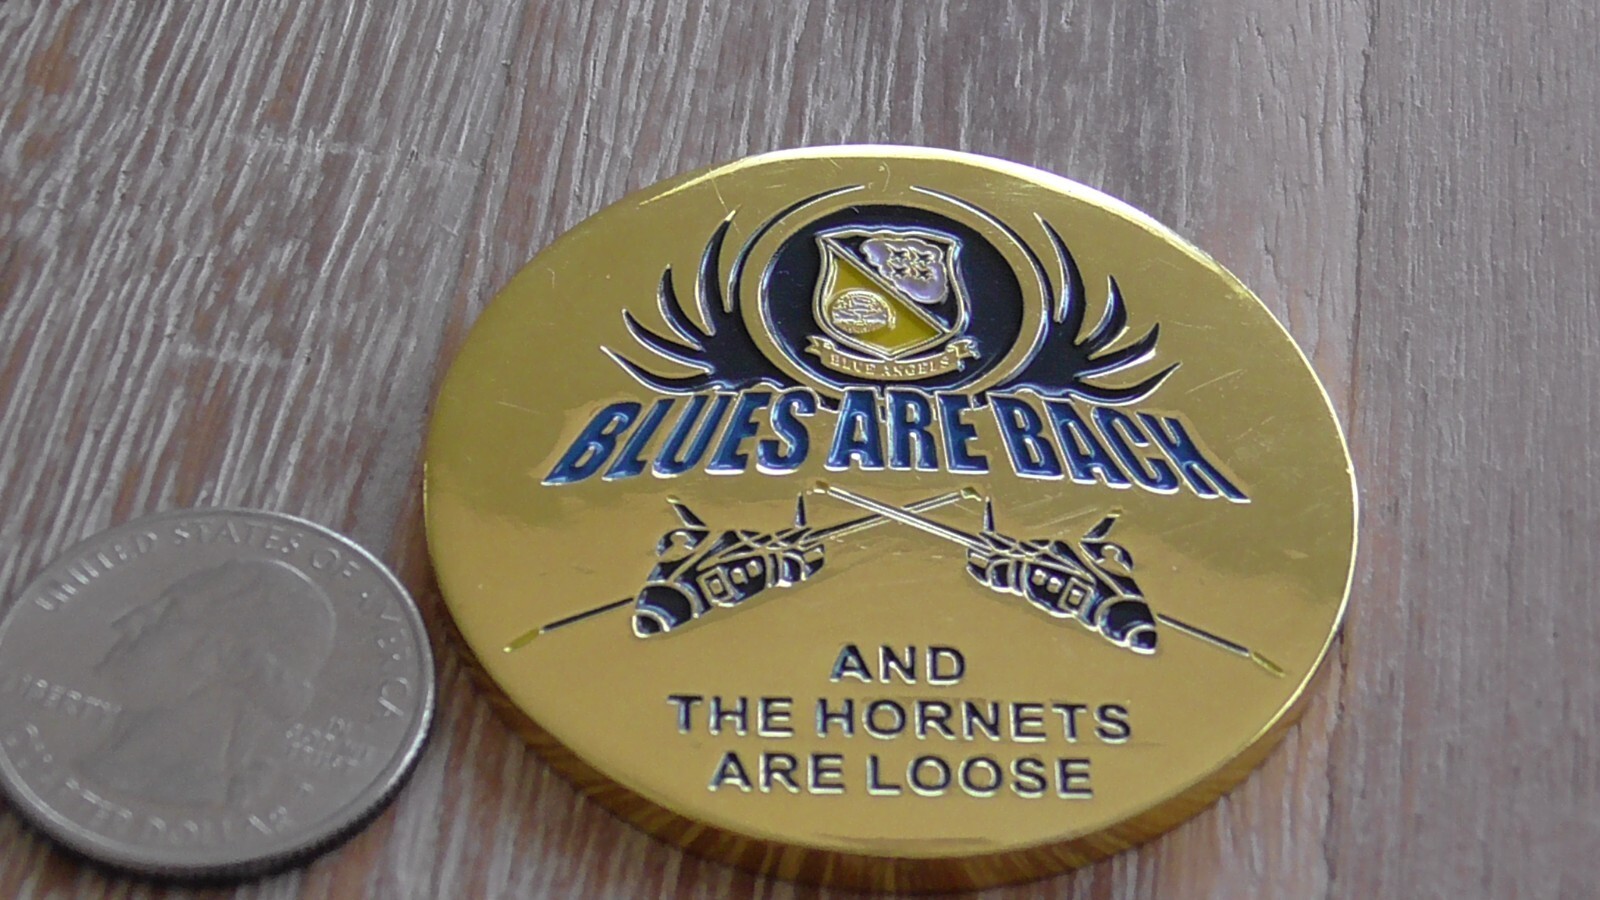 BLUE ANGELS
BLUES ARE BACK
AND
THE HORNETS
ARE LOOSE
UNITED STATES OF AMERICA
LIBERTY
QUARTER DOLLAR